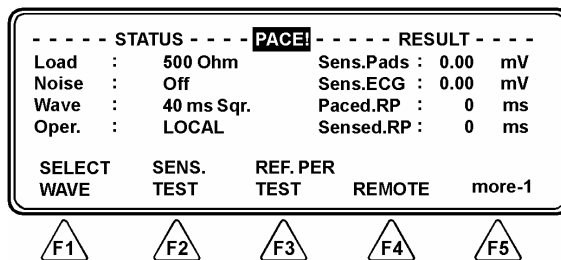 - - - - - STATUS - - - - PACE! - - - - - RESULT - - - -
Load : 500 Ohm Sens.Pads : 0.00 mV
Noise : Off Sens.ECG : 0.00 mV
Wave : 40 ms Sqr. Paced.RP : 0 ms
Oper. : LOCAL Sensed.RP : 0 ms
SELECT SENS. REF. PER
WAVE TEST TEST REMOTE more-1
F1 F2 F3 F4 F5